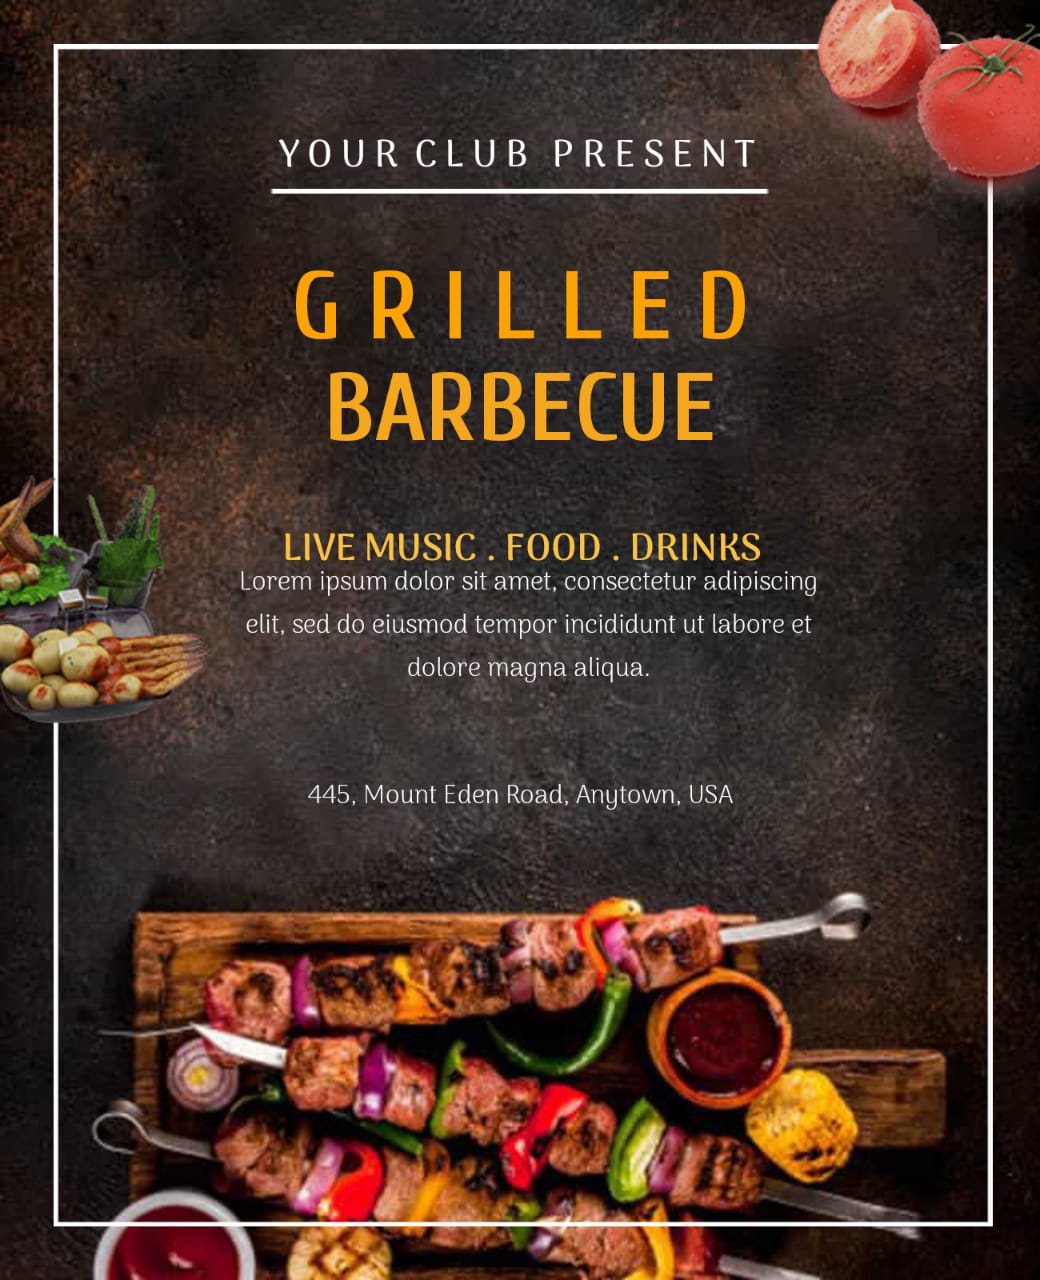 YOUR CLUB PRESENT
GRILLED
BARBECUE
LIVE MUSIC . FOOD . DRINKS
Lorem ipsum dolor sit amet, consectetur adipiscing
elit, sed do eiusmod tempor incididunt ut labore et
dolore magna aliqua.
445, Mount Eden Road, Anytown, USA